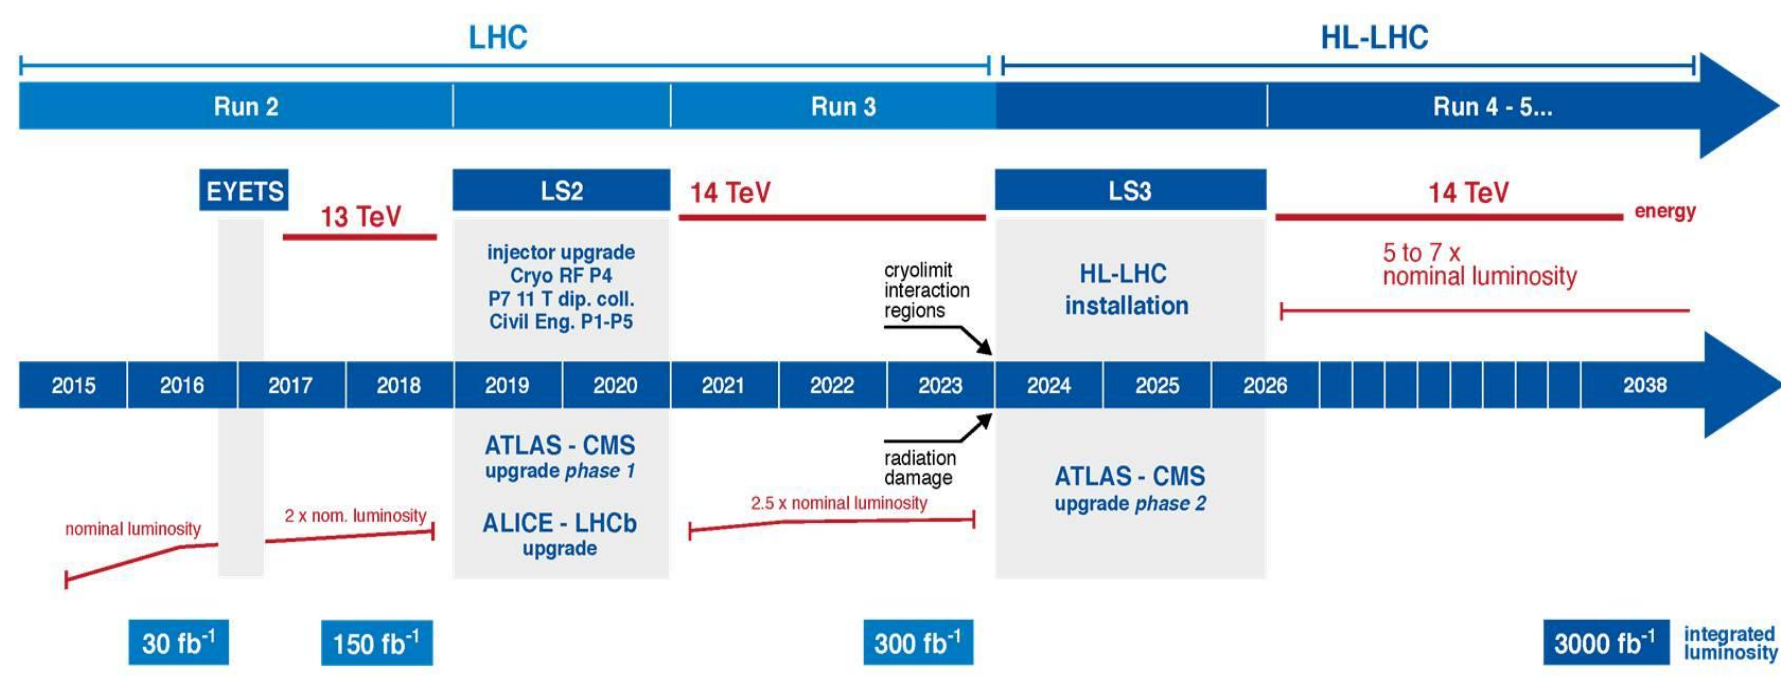 LHC
HL-LHC
Run 2
Run 3
Run 4 - 5...
EYETS
LS2
14 TeV
LS3
14 TeV
13 TeV
energy
injector upgrade
Cryo RF P4
P7 11 T dip. coll.
Civil Eng. P1-P5
cryolimit
interaction
regions
HL-LHC
installation
5 to 7 x
nominal luminosity
2015
2016
2017
2018
2019
2020
2021
2022
2023
2024
2025
2026
2038
ATLAS - CMS
upgrade phase 1
radiation
damage
ATLAS - CMS
upgrade phase 2
nominal luminosity
2 x nom. luminosity
ALICE - LHCb
upgrade
2.5 x nominal luminosity
30 fb⁻¹
150 fb⁻¹
300 fb⁻¹
3000 fb⁻¹
integrated
luminosity